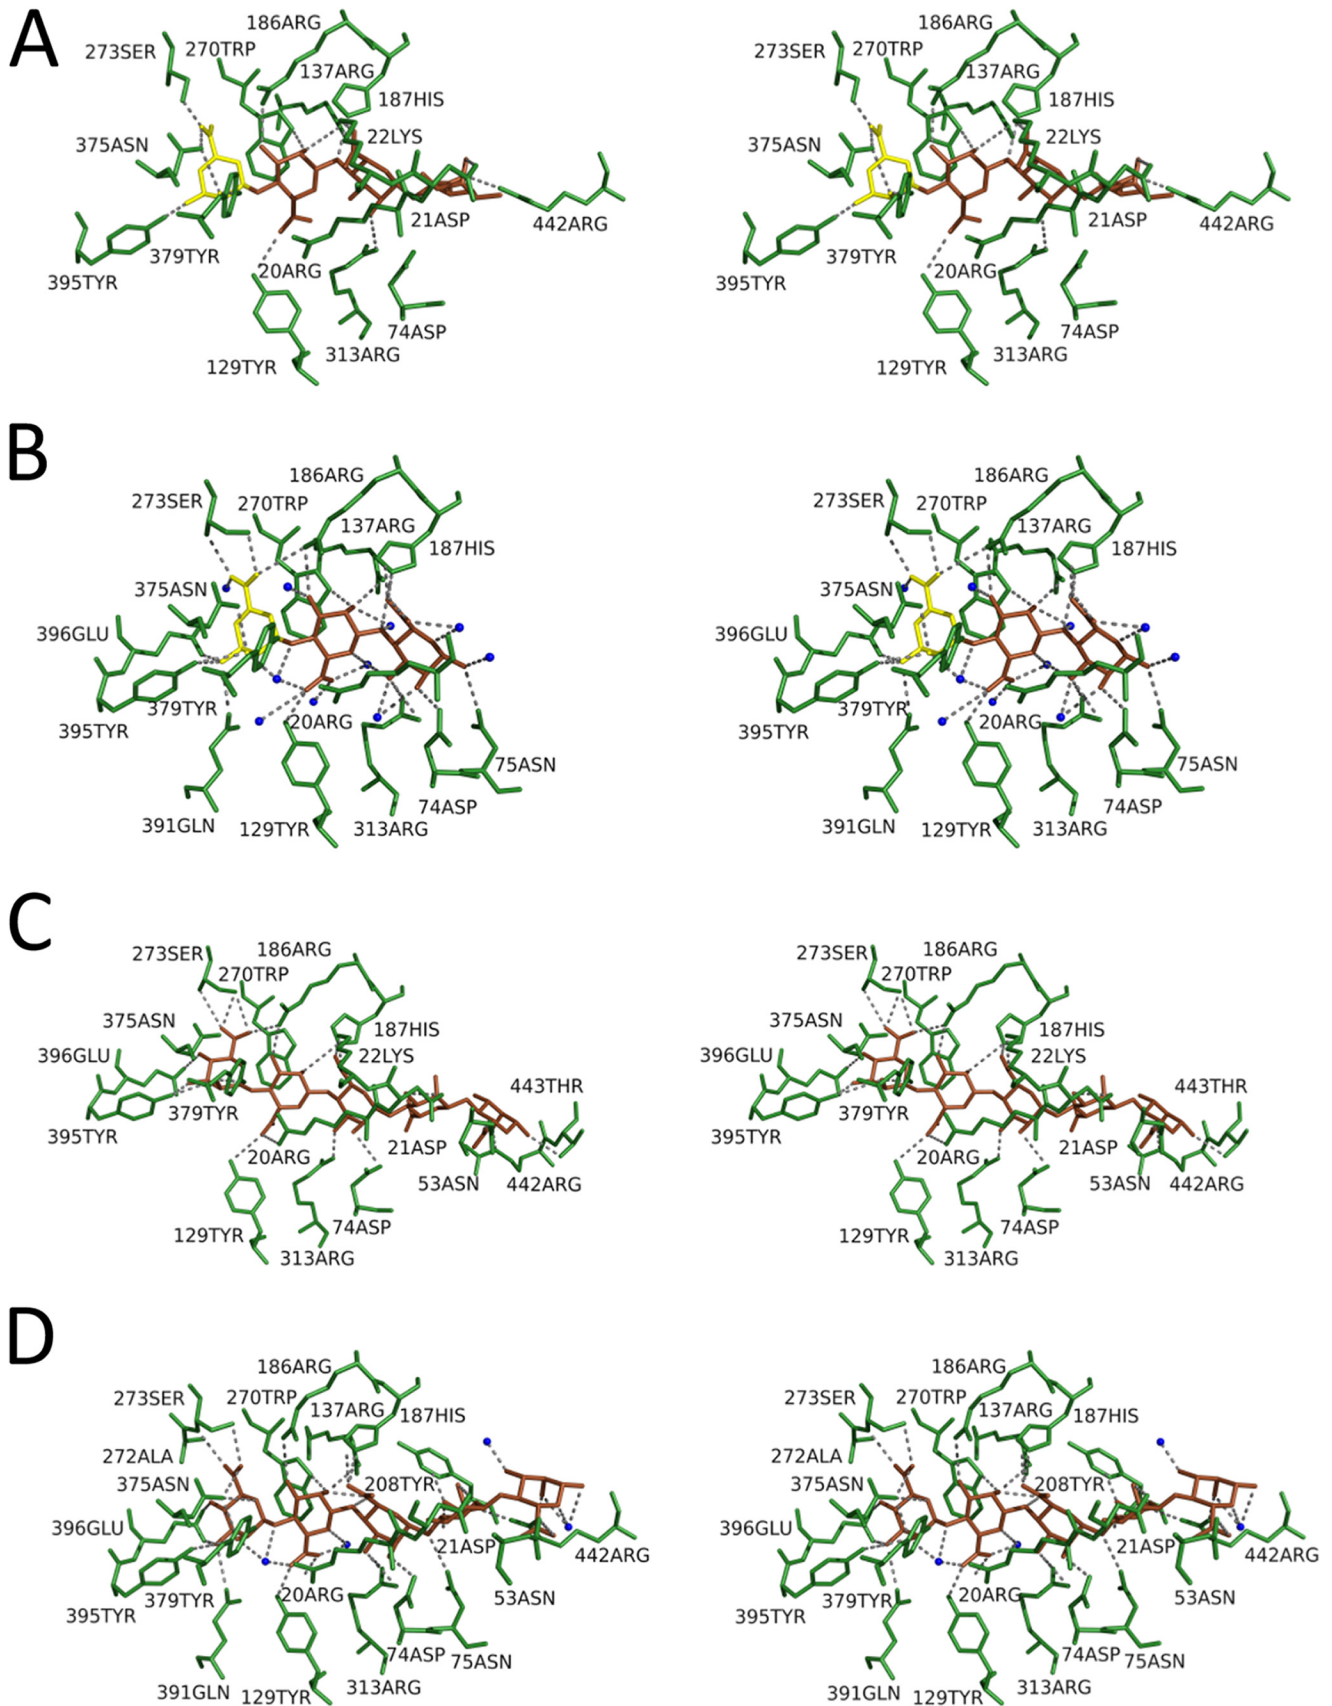 A
186ARG
186ARG
273SER
270TRP
273SER
270TRP
137ARG
137ARG
187HIS
187HIS
375ASN
22LYS
375ASN
22LYS
21ASP
442ARG
21ASP
442ARG
379TYR
379TYR
20ARG
20ARG
395TYR
395TYR
74ASP
74ASP
313ARG
313ARG
129TYR
129TYR
B
186ARG
186ARG
273SER
270TRP
273SER
270TRP
137ARG
137ARG
187HIS
187HIS
375ASN
375ASN
396GLU
396GLU
379TYR
379TYR
20ARG
20ARG
395TYR
395TYR
75ASN
75ASN
74ASP
74ASP
391GLN
129TYR
313ARG
391GLN
129TYR
313ARG
C
273SER
186ARG
273SER
186ARG
270TRP
270TRP
375ASN
187HIS
375ASN
187HIS
396GLU
22LYS
396GLU
22LYS
443THR
443THR
379TYR
379TYR
395TYR
21ASP
395TYR
21ASP
20ARG
20ARG
53ASN
442ARG
53ASN
442ARG
74ASP
74ASP
129TYR
129TYR
313ARG
313ARG
D
186ARG
186ARG
273SER
270TRP
273SER
270TRP
137ARG
187HIS
137ARG
187HIS
272ALA
272ALA
375ASN
208TYR
375ASN
208TYR
396GLU
396GLU
21ASP
442ARG
21ASP
442ARG
379TYR
20ARG
53ASN
379TYR
20ARG
53ASN
395TYR
395TYR
74ASP
75ASN
74ASP
75ASN
391GLN
129TYR
313ARG
391GLN
129TYR
313ARG